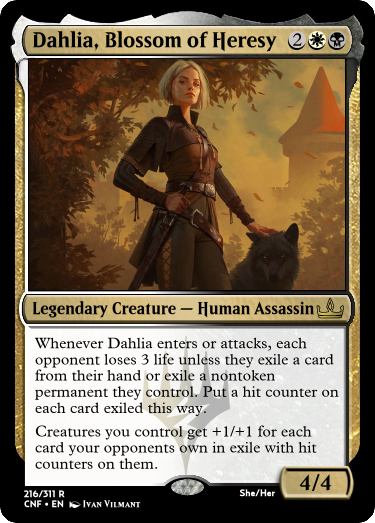 Dahlia, Blossom of Heresy 2
Legendary Creature — Human Assassin
Whenever Dahlia enters or attacks, each
opponent loses 3 life unless they exile a card
from their hand or exile a nontoken
permanent they control. Put a hit counter
on each card exiled this way.
Creatures you control get +1/+1 for each
card your opponents own in exile with hit
counters on them.
4/4
216/311 R She/Her
CNF • EN Ivan Vilmant